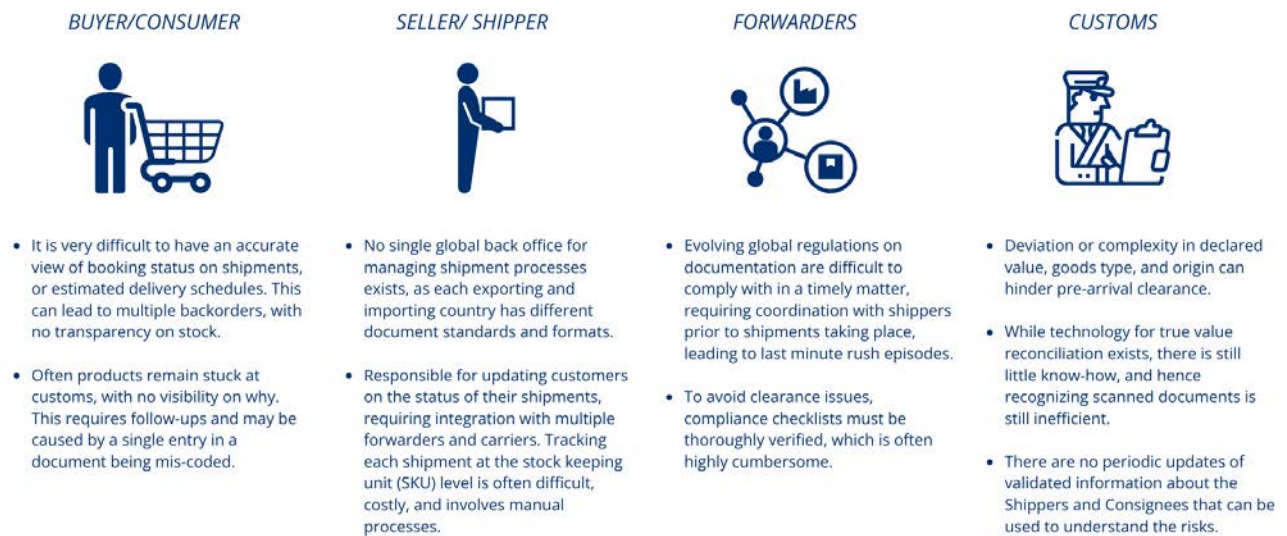 BUYER/CONSUMER
It is very difficult to have an accurate
view of booking status on shipments,
or estimated delivery schedules. This
can lead to multiple backorders, with
no transparency on stock.
Often products remain stuck at
customs, with no visibility on why.
This requires follow-ups and may be
caused by a single entry in a
document being mis-coded.
SELLER/ SHIPPER
No single global back office for
managing shipment processes
exists, as each exporting and
importing country has different
document standards and formats.
Responsible for updating customers
on the status of their shipments,
requiring integration with multiple
forwarders and carriers. Tracking
each shipment at the stock keeping
unit (SKU) level is often difficult,
costly, and involves manual
processes.
FORWARDERS
Evolving global regulations on
documentation are difficult to
comply with in a timely matter,
requiring coordination with shippers
prior to shipments taking place,
leading to last minute rush episodes.
To avoid clearance issues,
compliance checklists must be
thoroughly verified, which is often
highly cumbersome.
CUSTOMS
Deviation or complexity in declared
value, goods type, and origin can
hinder pre-arrival clearance.
While technology for true value
reconciliation exists, there is still
little know-how, and hence
recognizing scanned documents is
still inefficient.
There are no periodic updates of
validated information about the
Shippers and Consignees that can be
used to understand the risks.